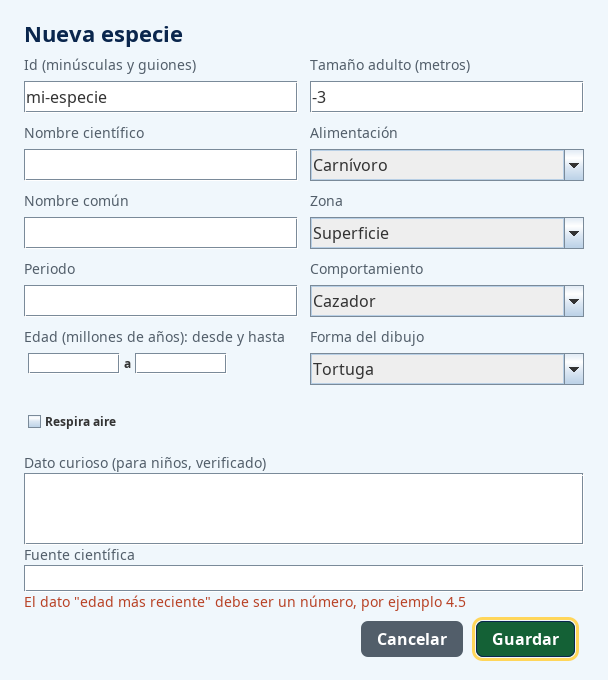 Nueva especie
Id (minúsculas y guiones)
mi-especie
Tamaño adulto (metros)
-3
Nombre científico
Alimentación
Carnívoro
Nombre común
Zona
Superficie
Periodo
Comportamiento
Cazador
Edad (millones de años): desde y hasta
a
Forma del dibujo
Tortuga
Respira aire
Dato curioso (para niños, verificado)
Fuente científica
El dato "edad más reciente" debe ser un número, por ejemplo 4.5
Cancelar
Guardar